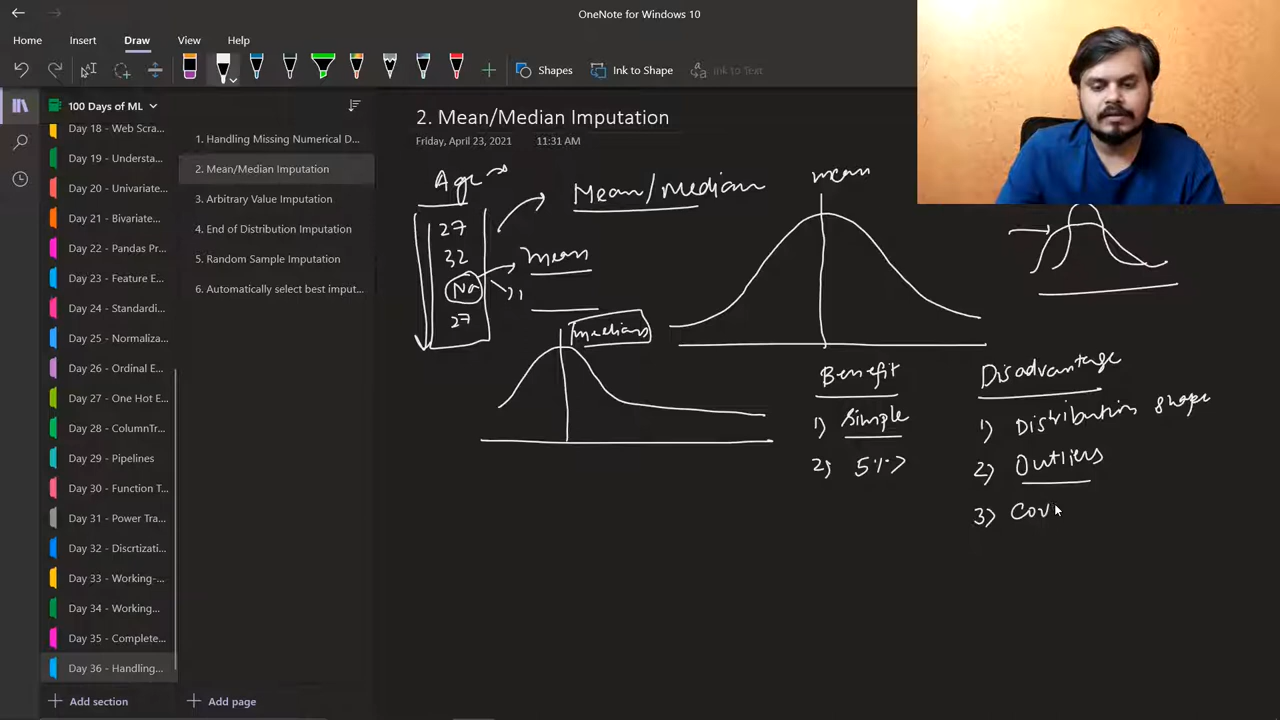 OneNote for Windows 10
Home Insert Draw View Help
Shapes Ink to Shape Ink to Text
100 Days of ML
Day 18 - Web Scra...
Day 19 - Understa...
Day 20 - Univariate...
Day 21 - Bivariate...
Day 22 - Pandas Pr...
Day 23 - Feature E...
Day 24 - Standardi...
Day 25 - Normaliza...
Day 26 - Ordinal E...
Day 27 - One Hot E...
Day 28 - ColumnTr...
Day 29 - Pipelines
Day 30 - Function T...
Day 31 - Power Tra...
Day 32 - Discrtizati...
Day 33 - Working-...
Day 34 - Working...
Day 35 - Complete...
Day 36 - Handling...
Add section
1. Handling Missing Numerical D...
2. Mean/Median Imputation
3. Arbitrary Value Imputation
4. End of Distribution Imputation
5. Random Sample Imputation
6. Automatically select best imput...
Add page
2. Mean/Median Imputation
Friday, April 23, 2021 11:31 AM
Age
27
32
Na
27
Mean/Median
mean
median
mean
Benefit
1) Simple
2) 5%>
Disadvantage
1) Distribution shape
2) Outliers
3) Cov